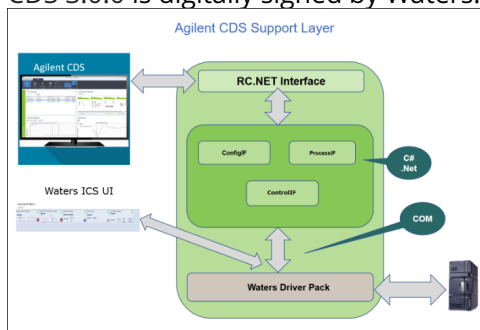 CDS 3.0.0 is digitally signed by Waters.
Agilent CDS Support Layer
Agilent CDS
RC.NET Interface
ConfigIF
ProcessIF
C#
.Net
ControlIF
Waters ICS UI
COM
Waters Driver Pack